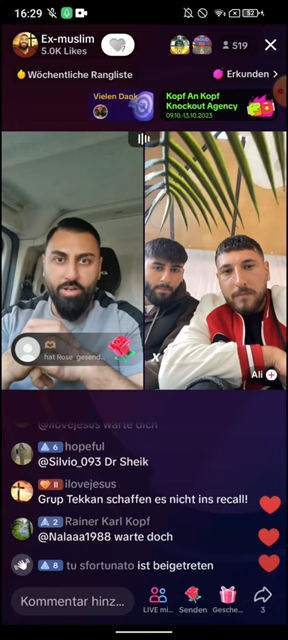 16:29
Ex-muslim
5.0K Likes
519
Wöchentliche Rangliste
Erkunden >
Vielen Dank
Kopf An Kopf
Knockout Agency
09.10-13.10.2023
hat Rose gesend...
x
Ali
@ilovejesus warte dich
6 hopeful
@Silvio_093 Dr Sheik
II ilovejesus
Grup Tekkan schaffen es nicht ins recall!
2 Rainer Karl Kopf
@Nalaaa1988 warte doch
8 tu sfortunato ist beigetreten
Kommentar hinz...
LIVE mi...
Senden
Gesche...
3